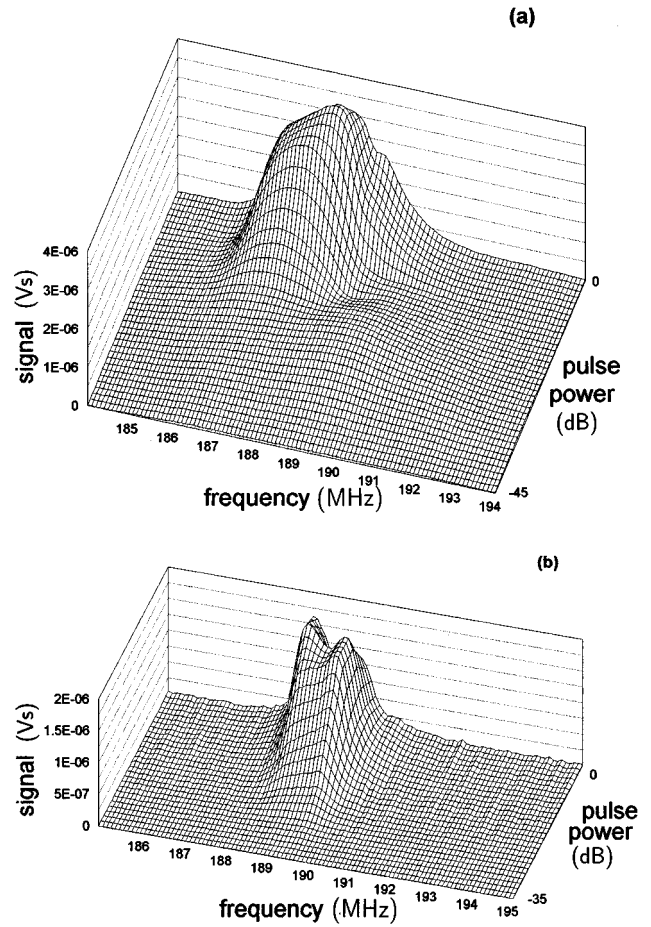 (a)
4E-06
3E-06
2E-06
1E-06
0
signal (Vs)
185 186 187 188 189 190 191 192 193 194
frequency (MHz)
0
-45
pulse
power
(dB)
(b)
2E-06
1.5E-06
1E-06
5E-07
0
signal (Vs)
186 187 188 189 190 191 192 193 194 195
frequency (MHz)
0
-35
pulse
power
(dB)